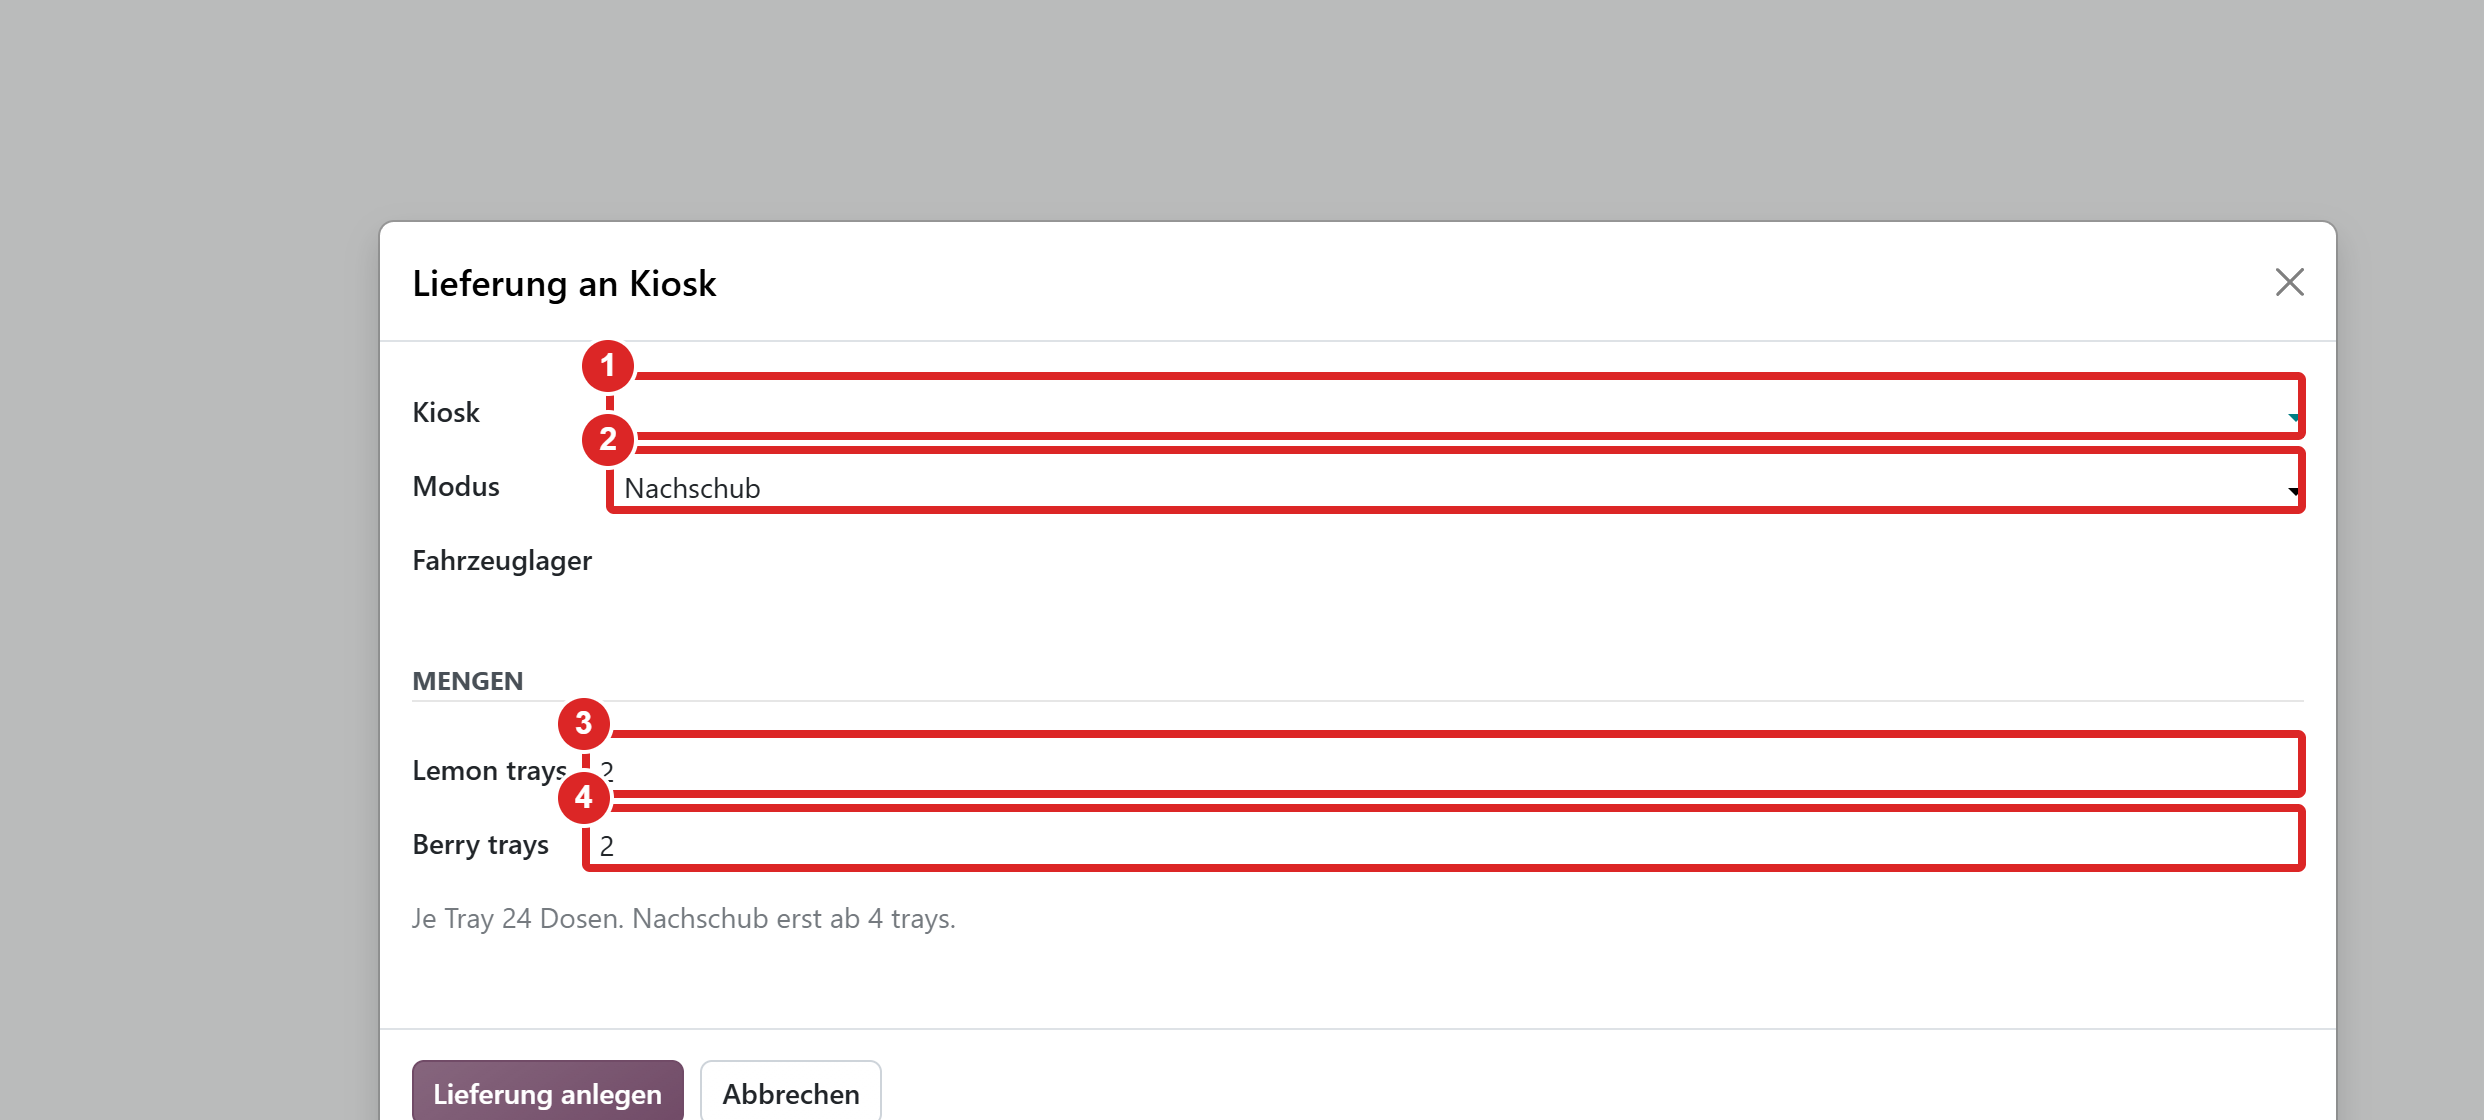 Lieferung an Kiosk
1
Kiosk
2
Modus Nachschub
Fahrzeuglager
MENGEN
3
Lemon trays 2
4
Berry trays 2
Je Tray 24 Dosen. Nachschub erst ab 4 trays.
Lieferung anlegen Abbrechen